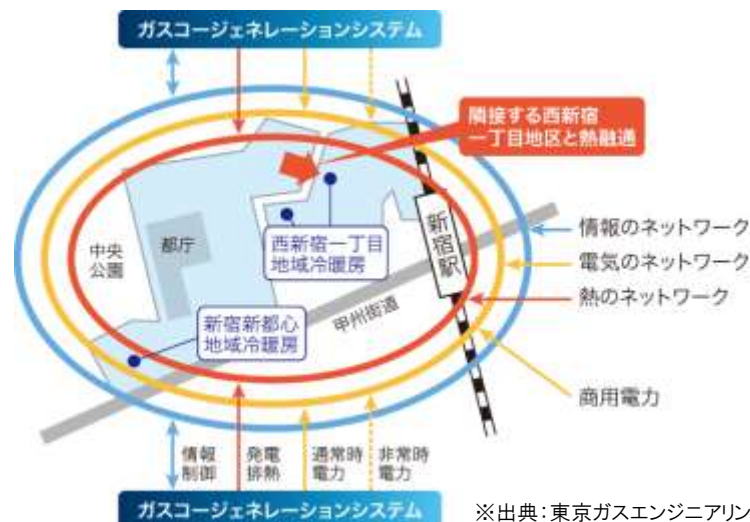 ガスコージェネレーションシステム
隣接する西新宿
一丁目地区と熱融通
中央
公園
都庁
西新宿一丁目
地域冷暖房
新宿駅
情報のネットワーク
電気のネットワーク
熱のネットワーク
新宿新都心
地域冷暖房
甲州街道
商用電力
情報
制御
発電
排熱
通常時
電力
非常時
電力
ガスコージェネレーションシステム
※出典:東京ガスエンジニアリン